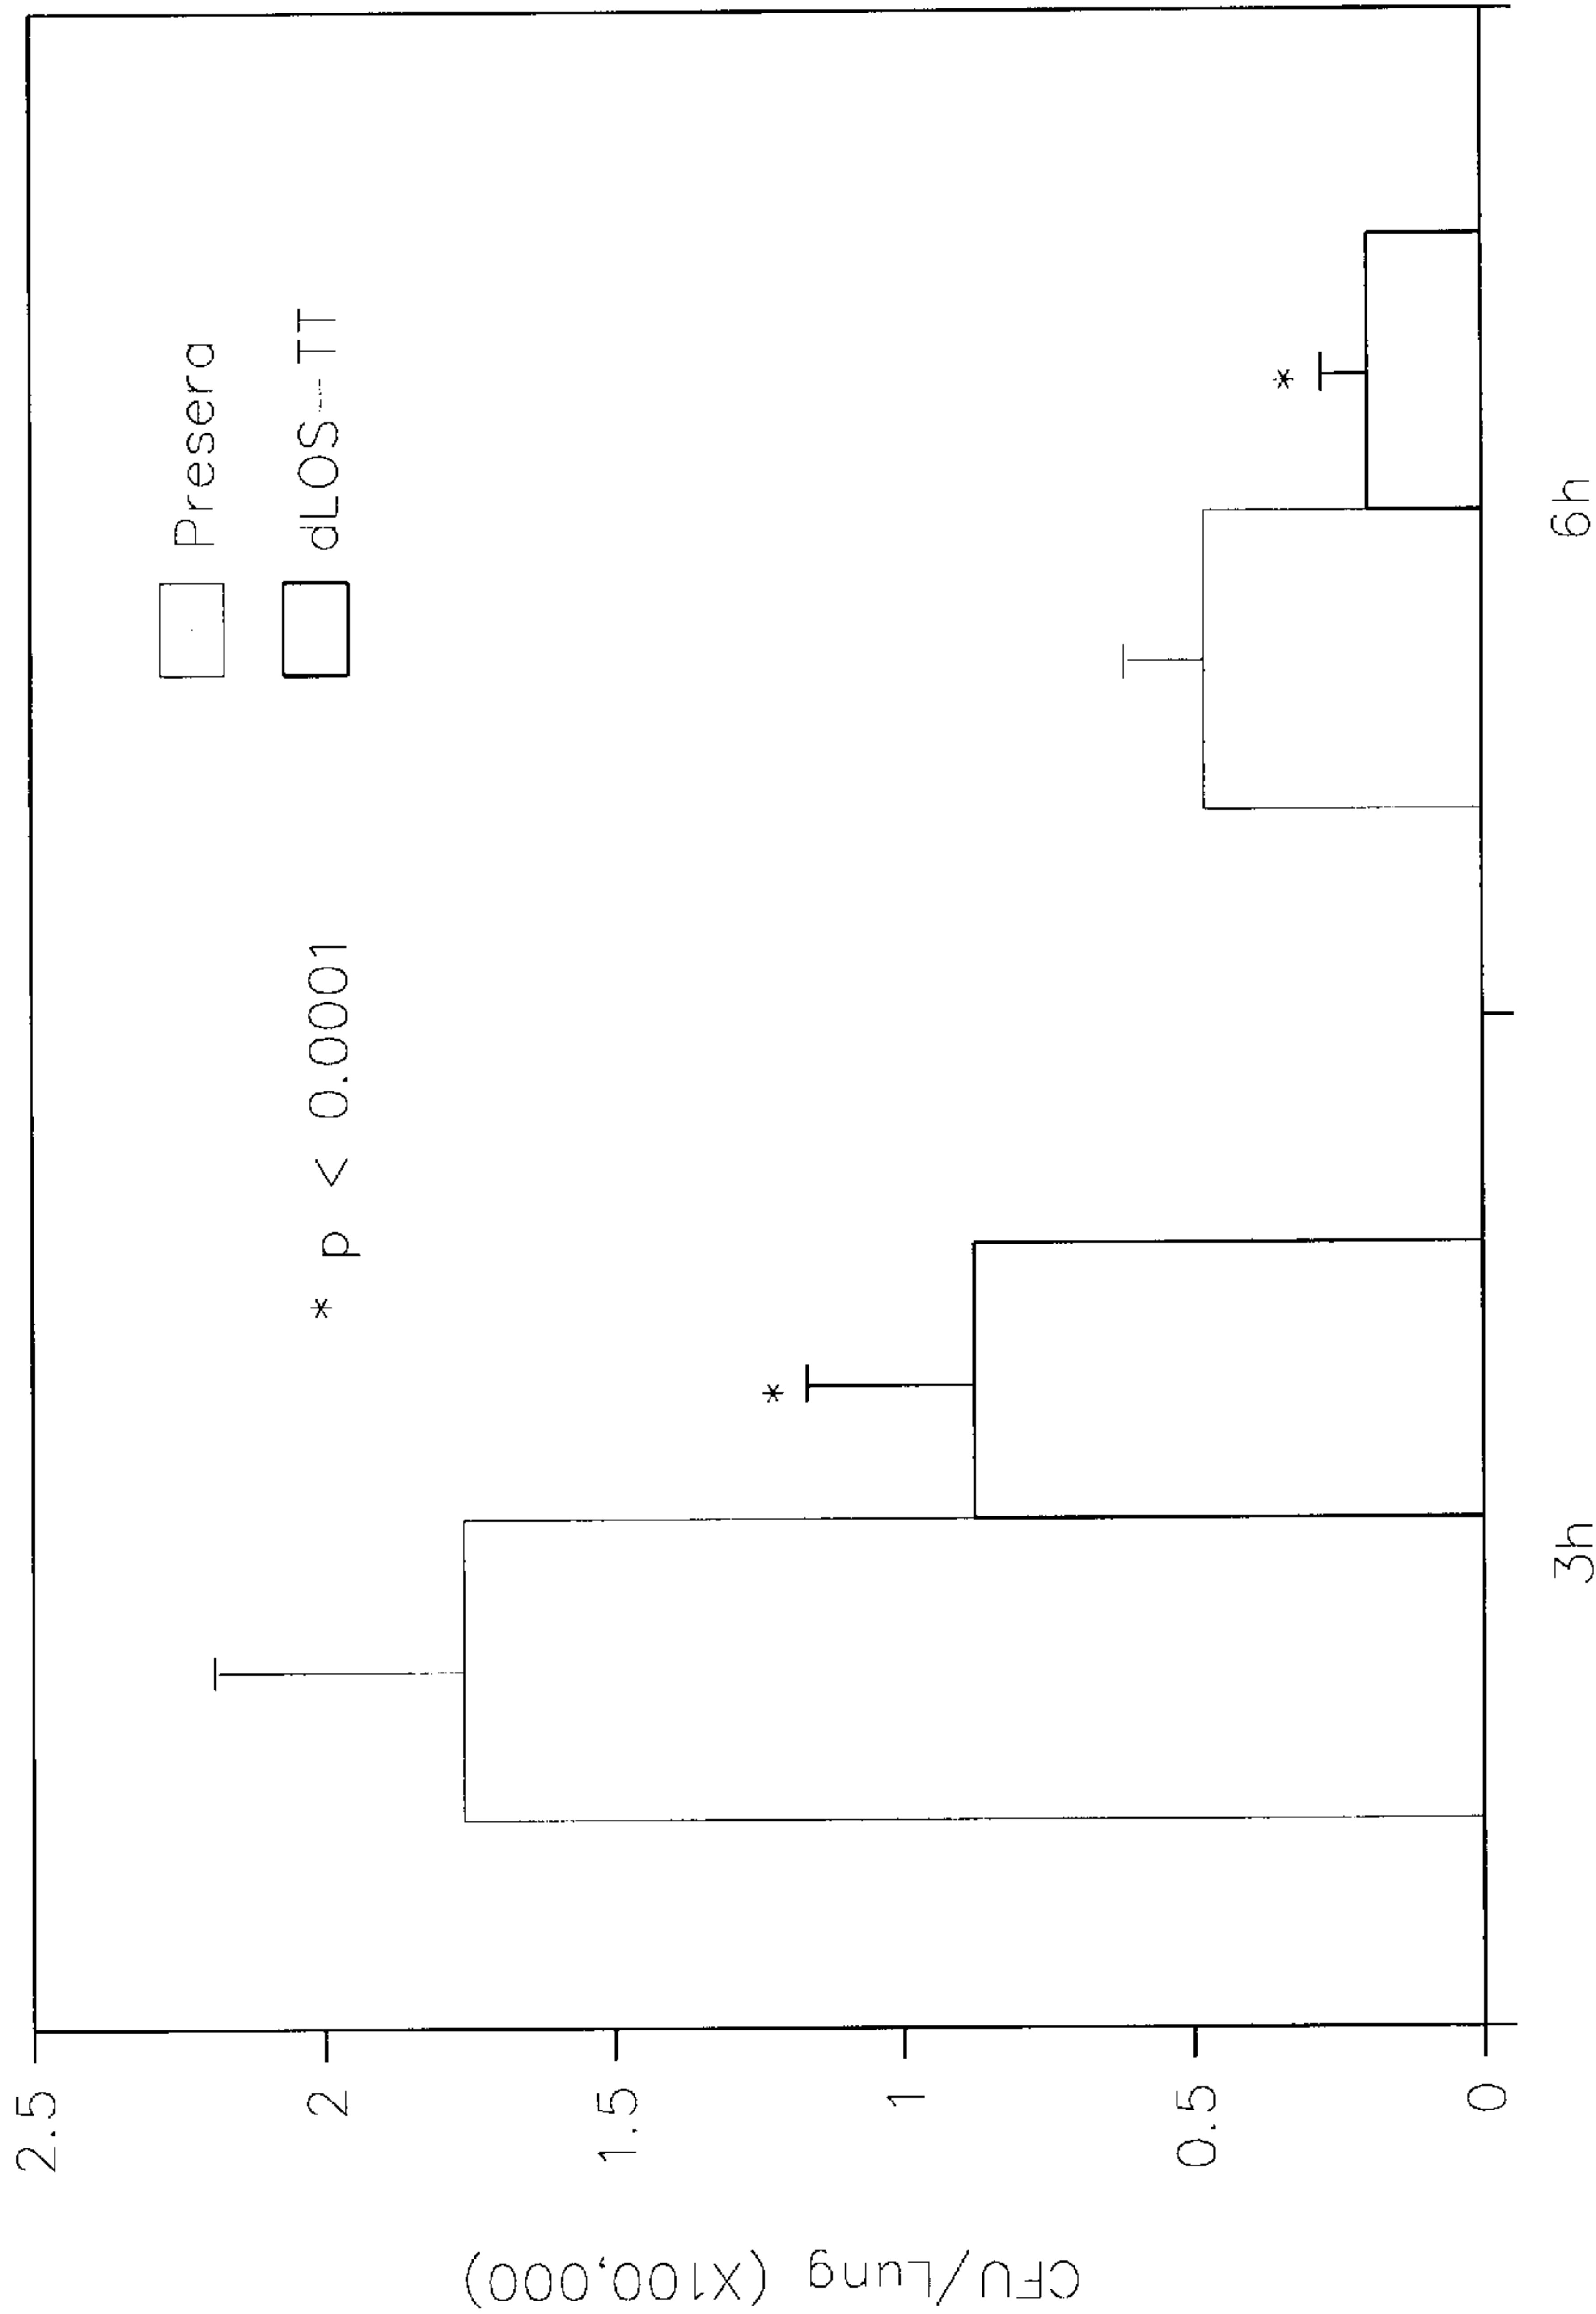 Presera
dLOS-TT
* p < 0.0001
*
*
2.5
2
1.5
1
0.5
0
CFU/Lung (X100,000)
3h
6h